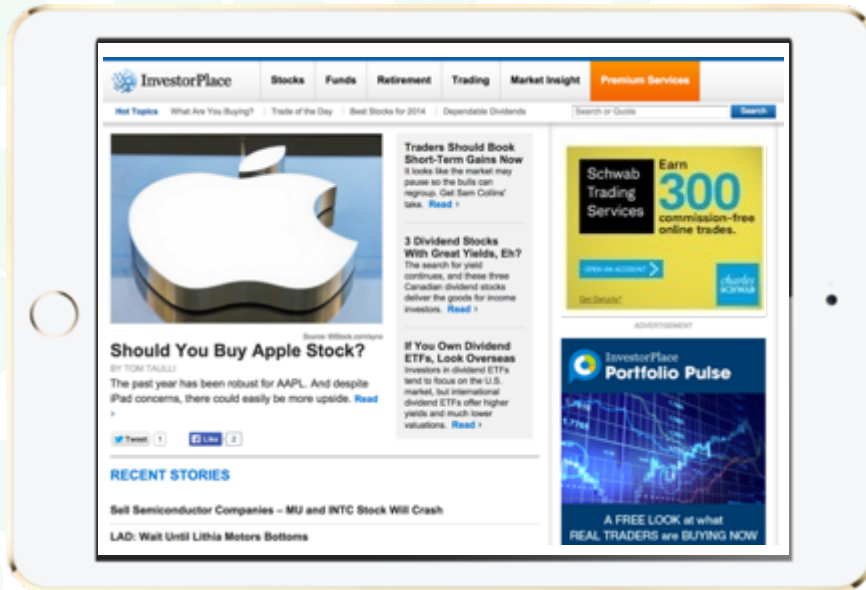 InvestorPlace
Stocks Funds Retirement Trading Market Insight Premium Services
Hot Topics What Are You Buying? Trade of the Day Best Stocks for 2014 Dependable Dividends
Search or Quote Search
Source: ©iStock.com/
Should You Buy Apple Stock?
BY TOM TAULLI
The past year has been robust for AAPL. And despite
iPad concerns, there could easily be more upside. Read
›
Tweet 1 Like 2
Traders Should Book
Short-Term Gains Now
It looks like the market may
pause so the bulls can
regroup. Get Sam Collins'
take. Read ›
3 Dividend Stocks
With Great Yields, Eh?
The search for yield
continues, and these three
Canadian dividend stocks
deliver the goods for income
investors. Read ›
If You Own Dividend
ETFs, Look Overseas
Investors in dividend ETFs
tend to focus on the U.S.
market, but international
dividend ETFs offer higher
yields and much lower
valuations. Read ›
RECENT STORIES
Sell Semiconductor Companies – MU and INTC Stock Will Crash
LAD: Wait Until Lithia Motors Bottoms
Schwab
Trading
Services
Earn
300
commission-free
online trades.
OPEN AN ACCOUNT
Get Details*
charles
SCHWAB
ADVERTISEMENT
InvestorPlace
Portfolio Pulse
1.7766
A FREE LOOK at what
REAL TRADERS are BUYING NOW